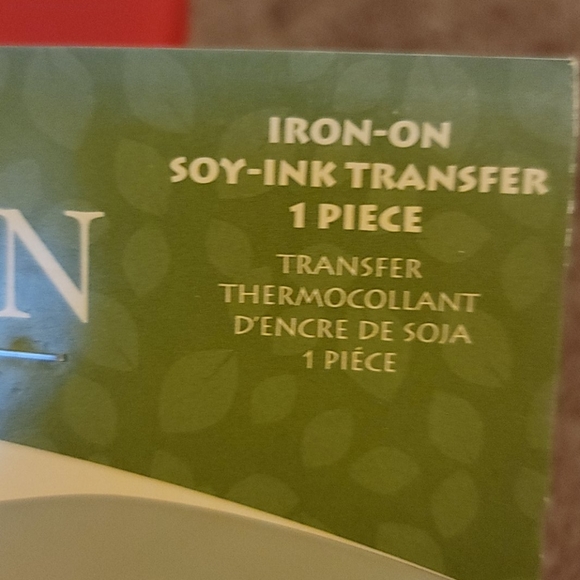 IRON-ON
SOY-INK TRANSFER
1 PIECE
N
TRANSFER
THERMOCOLLANT
D'ENCRE DE SOJA
1 PIÉCE